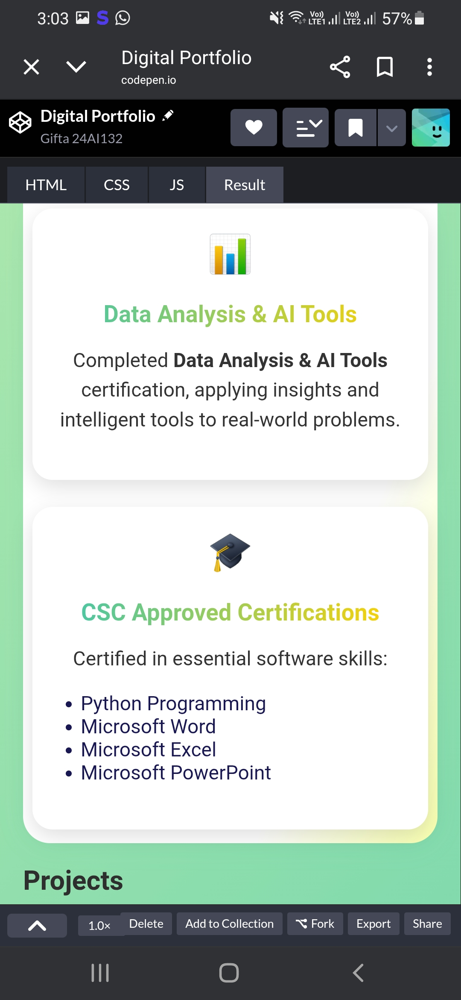 3:03
Vo)) LTE1
Vo)) LTE2
57%
Digital Portfolio
codepen.io
Digital Portfolio
Gifta 24AI132
HTML
CSS
JS
Result
Data Analysis & AI Tools
Completed Data Analysis & AI Tools
certification, applying insights and
intelligent tools to real-world problems.
CSC Approved Certifications
Certified in essential software skills:
• Python Programming
• Microsoft Word
• Microsoft Excel
• Microsoft PowerPoint
Projects
1.0×
Delete
Add to Collection
Fork
Export
Share